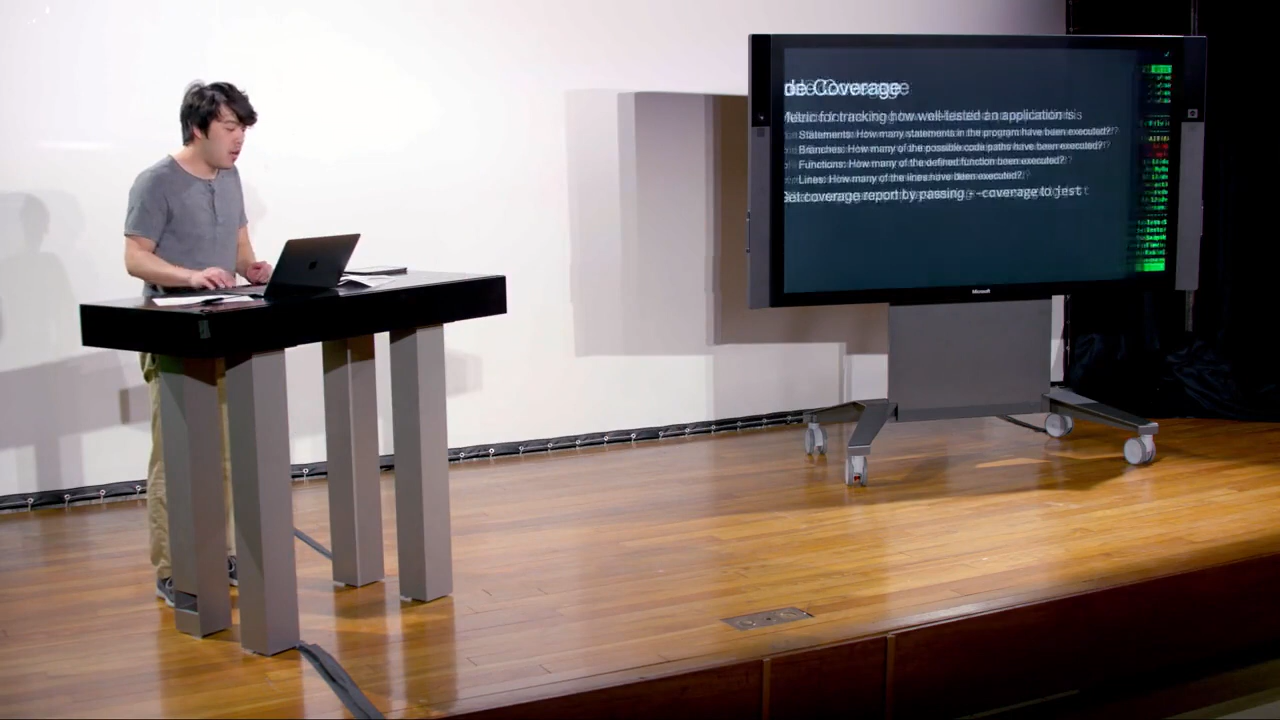 de Coverage
Metric for tracking how well-tested an application is
Statements: How many statements in the program have been executed?
Branches: How many of the possible code paths have been executed?
Functions: How many of the defined function been executed?
Lines: How many of the lines have been executed?
Get coverage report by passing --coverage to jest
Microsoft